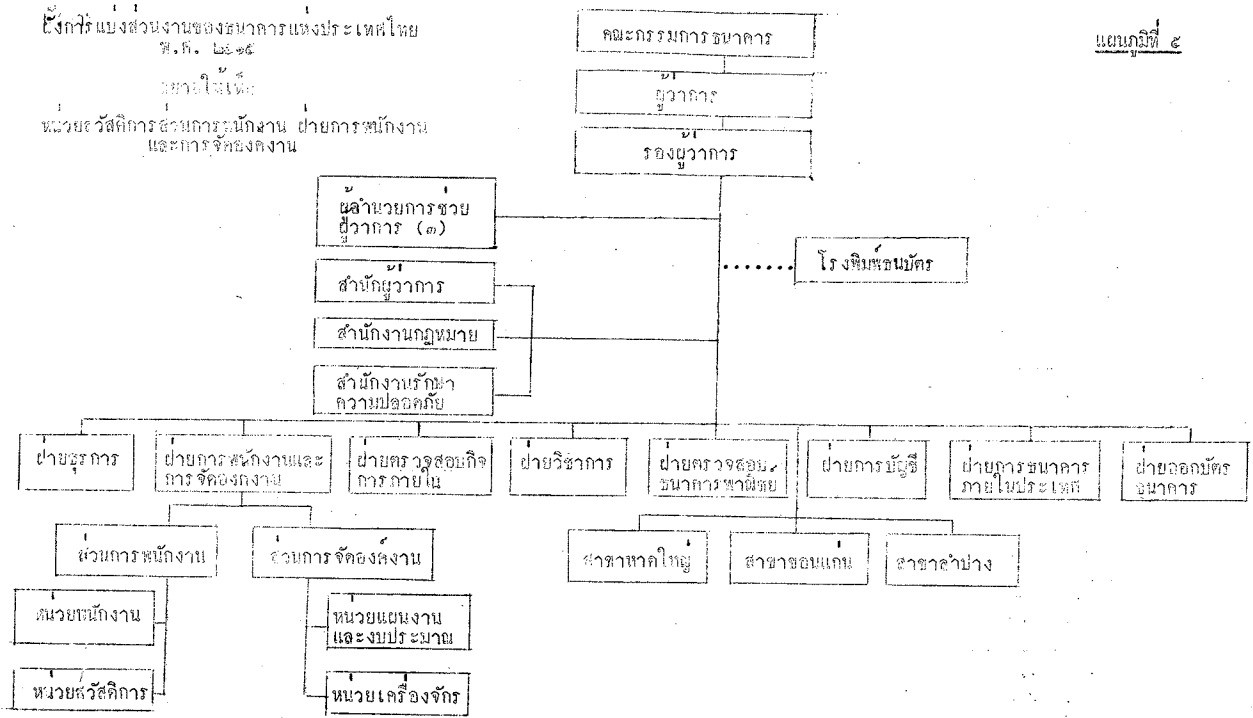 ผังการแบ่งส่วนงานของธนาคารแห่งประเทศไทย
พ.ศ. ๒๕๑๕
ขยายให้เห็น
หน่วยสวัสดิการส่วนการพนักงาน ฝ่ายการพนักงาน
และการจัดองค์งาน
แผนภูมิที่ ๕
คณะกรรมการธนาคาร
ผู้ว่าการ
รองผู้ว่าการ
ผู้อำนวยการช่วย
ผู้ว่าการ (๓)
โรงพิมพ์ธนบัตร
สำนักผู้ว่าการ
สำนักงานกฎหมาย
สำนักงานรักษา
ความปลอดภัย
ฝ่ายธุรการ
ฝ่ายการพนักงานและ
การจัดองค์งาน
ฝ่ายตรวจสอบกิจ
การภายใน
ฝ่ายวิชาการ
ฝ่ายตรวจสอบ
ธนาคารพาณิชย์
ฝ่ายการบัญชี
ฝ่ายการธนาคาร
ภายในประเทศ
ฝ่ายออกบัตร
ธนาคาร
ส่วนการพนักงาน
ส่วนการจัดองค์งาน
สาขาหาดใหญ่
สาขาขอนแก่น
สาขาลำปาง
หน่วยพนักงาน
หน่วยแผนงาน
และงบประมาณ
หน่วยสวัสดิการ
หน่วยเครื่องจักร